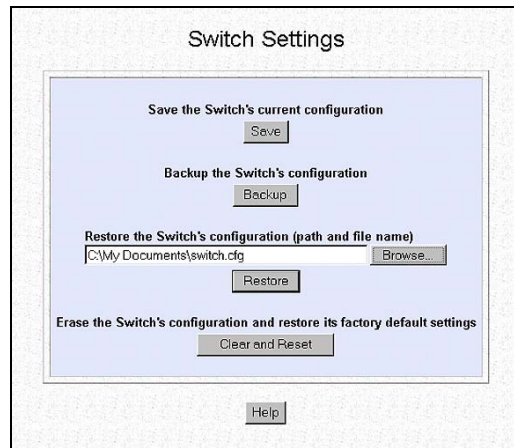 Switch Settings
Save the Switch's current configuration
Save
Backup the Switch's configuration
Backup
Restore the Switch's configuration (path and file name)
C:\My Documents\switch.cfg Browse...
Restore
Erase the Switch's configuration and restore its factory default settings
Clear and Reset
Help